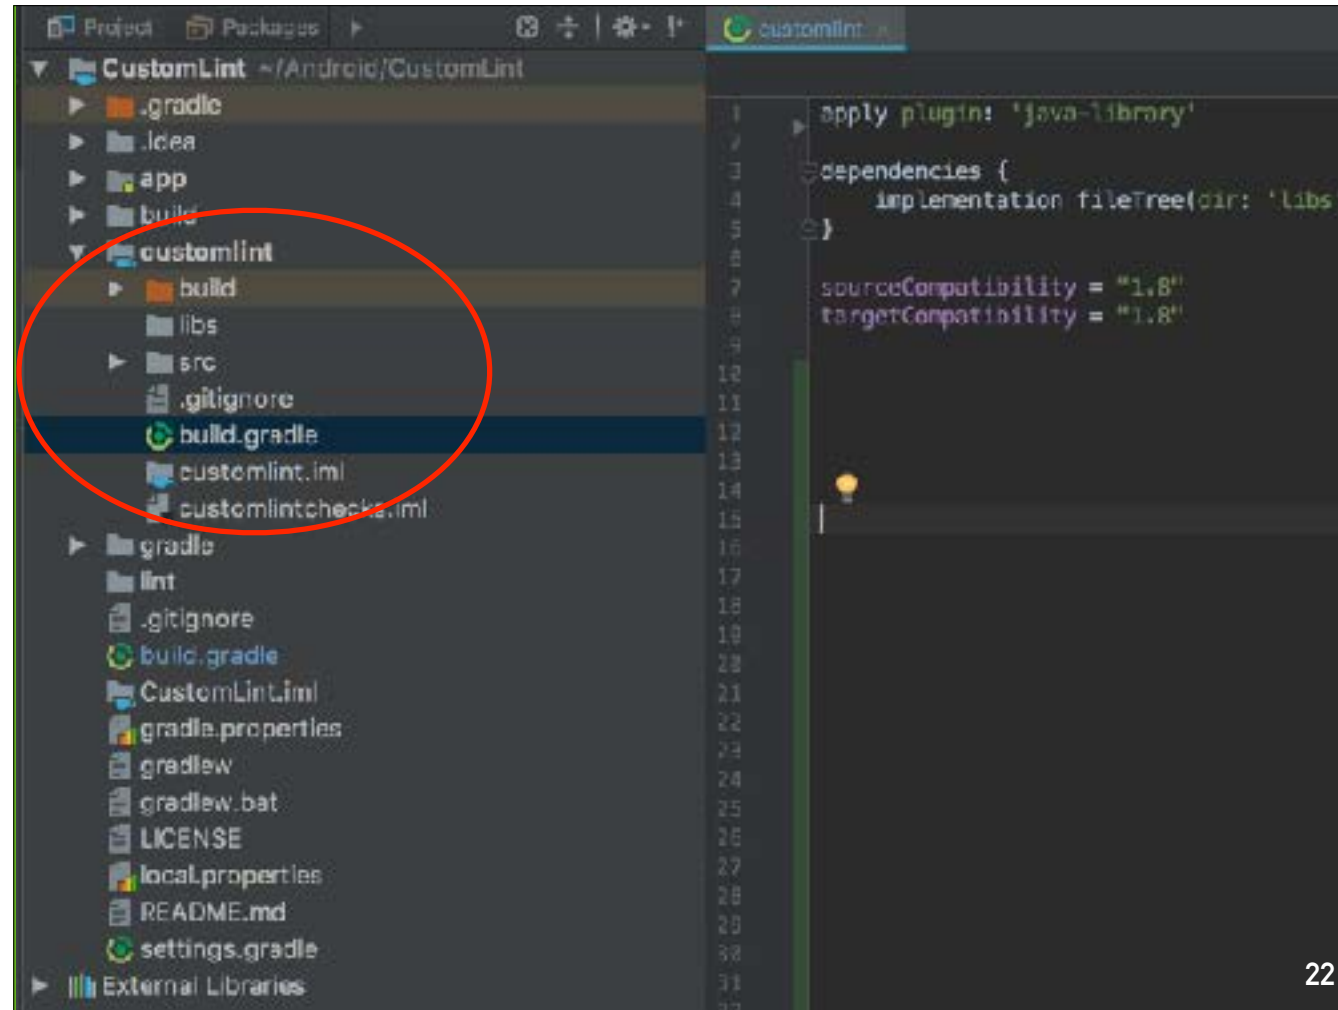 Project Packages
customlint
CustomLint ~/Android/CustomLint
.gradle
.idea
app
build
customlint
build
libs
src
.gitignore
build.gradle
customlint.iml
customlintchecks.iml
gradle
lint
.gitignore
build.gradle
CustomLint.iml
gradle.properties
gradlew
gradlew.bat
LICENSE
local.properties
README.md
settings.gradle
External Libraries
1 apply plugin: 'java-library'
2
3 dependencies {
4 implementation fileTree(dir: 'libs
5 }
6
7 sourceCompatibility = "1.8"
8 targetCompatibility = "1.8"
9
10
11
12
13
14
15
16
17
18
19
20
21
22
23
24
25
26
27
28
29
30
31
22